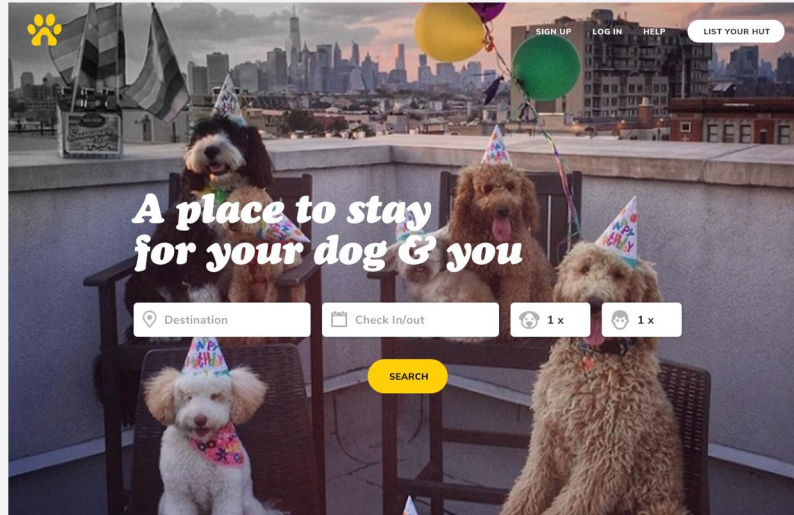 SIGN UP LOG IN HELP LIST YOUR HUT
A place to stay
for your dog & you
Destination Check In/out 1 x 1 x
SEARCH